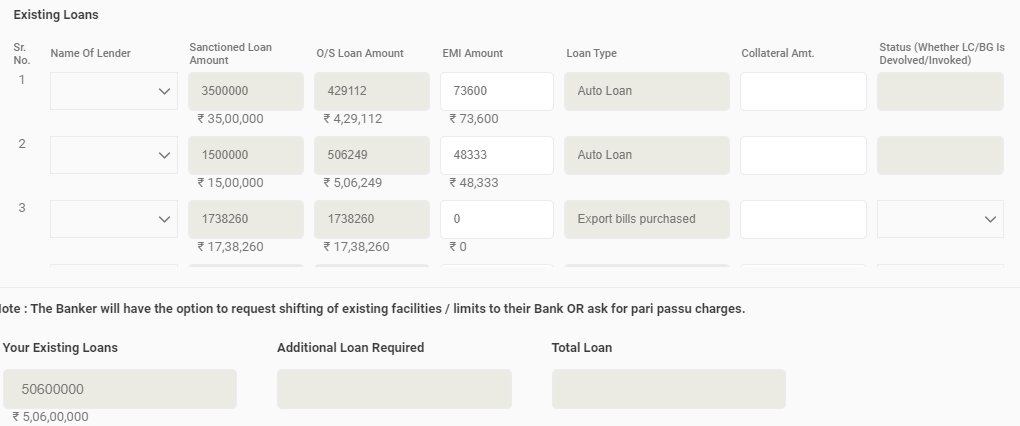 Existing Loans
Sr. No. Name Of Lender Sanctioned Loan Amount O/S Loan Amount EMI Amount Loan Type Collateral Amt. Status (Whether LC/BG Is Devolved/Invoked)
1 3500000 429112 73600 Auto Loan
₹ 35,00,000 ₹ 4,29,112 ₹ 73,600
2 1500000 506249 48333 Auto Loan
₹ 15,00,000 ₹ 5,06,249 ₹ 48,333
3 1738260 1738260 0 Export bills purchased
₹ 17,38,260 ₹ 17,38,260 ₹ 0
ote : The Banker will have the option to request shifting of existing facilities / limits to their Bank OR ask for pari passu charges.
Your Existing Loans Additional Loan Required Total Loan
50600000
₹ 5,06,00,000